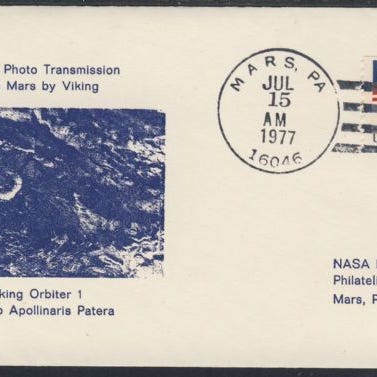 Photo Transmission
Mars by Viking
MARS, PA
JUL
15
AM
1977
16046
king Orbiter 1
o Apollinaris Patera
NASA
Philateli
Mars, P